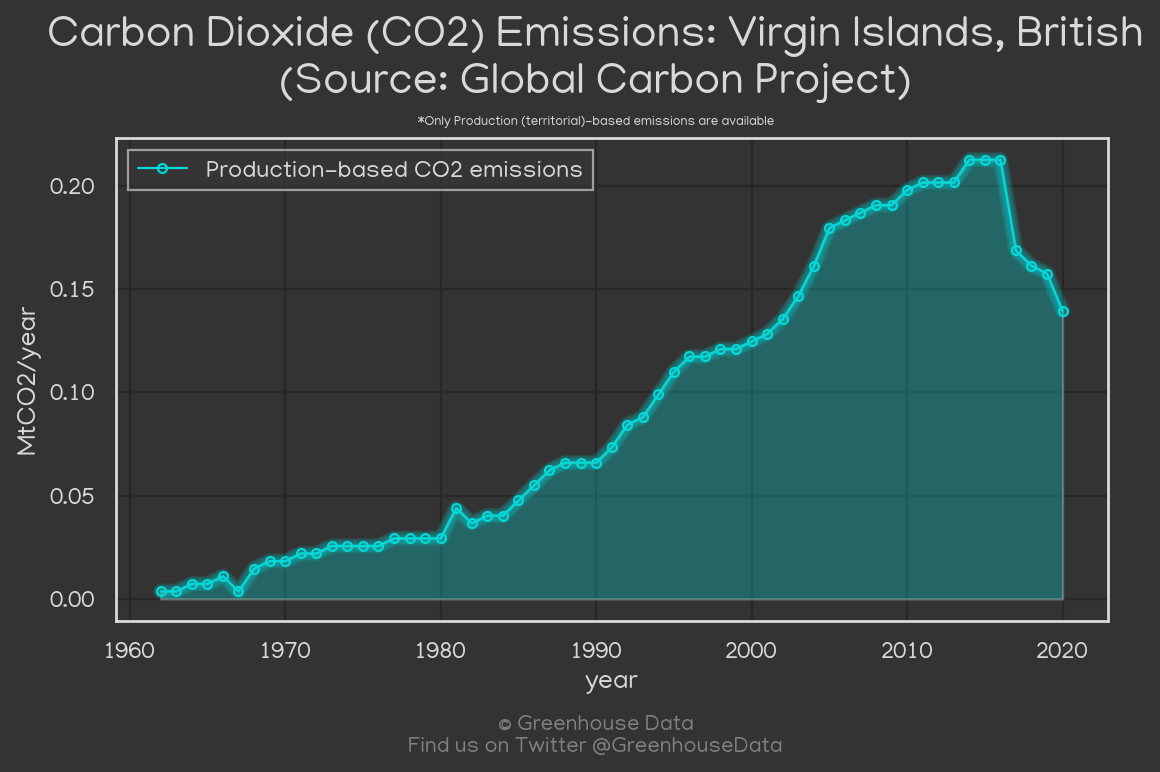 Carbon Dioxide (CO2) Emissions: Virgin Islands, British
(Source: Global Carbon Project)
*Only Production (territorial)-based emissions are available
Production-based CO2 emissions
0.20
0.15
0.10
0.05
0.00
MtCO2/year
1960 1970 1980 1990 2000 2010 2020
year
© Greenhouse Data
Find us on Twitter @GreenhouseData